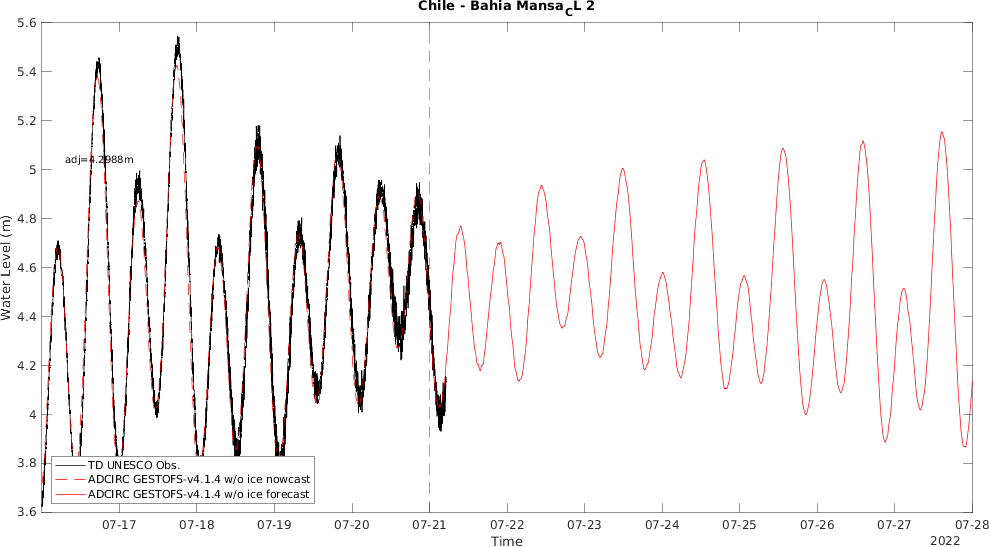 Chile - Bahia Mansa_CL 2
5.6
5.4
5.2
5
4.8
4.6
4.4
4.2
4
3.8
3.6
Water Level (m)
adj=4.2988m
TD UNESCO Obs.
ADCIRC GESTOFS-v4.1.4 w/o ice nowcast
ADCIRC GESTOFS-v4.1.4 w/o ice forecast
07-17 07-18 07-19 07-20 07-21 07-22 07-23 07-24 07-25 07-26 07-27 07-28
Time
2022